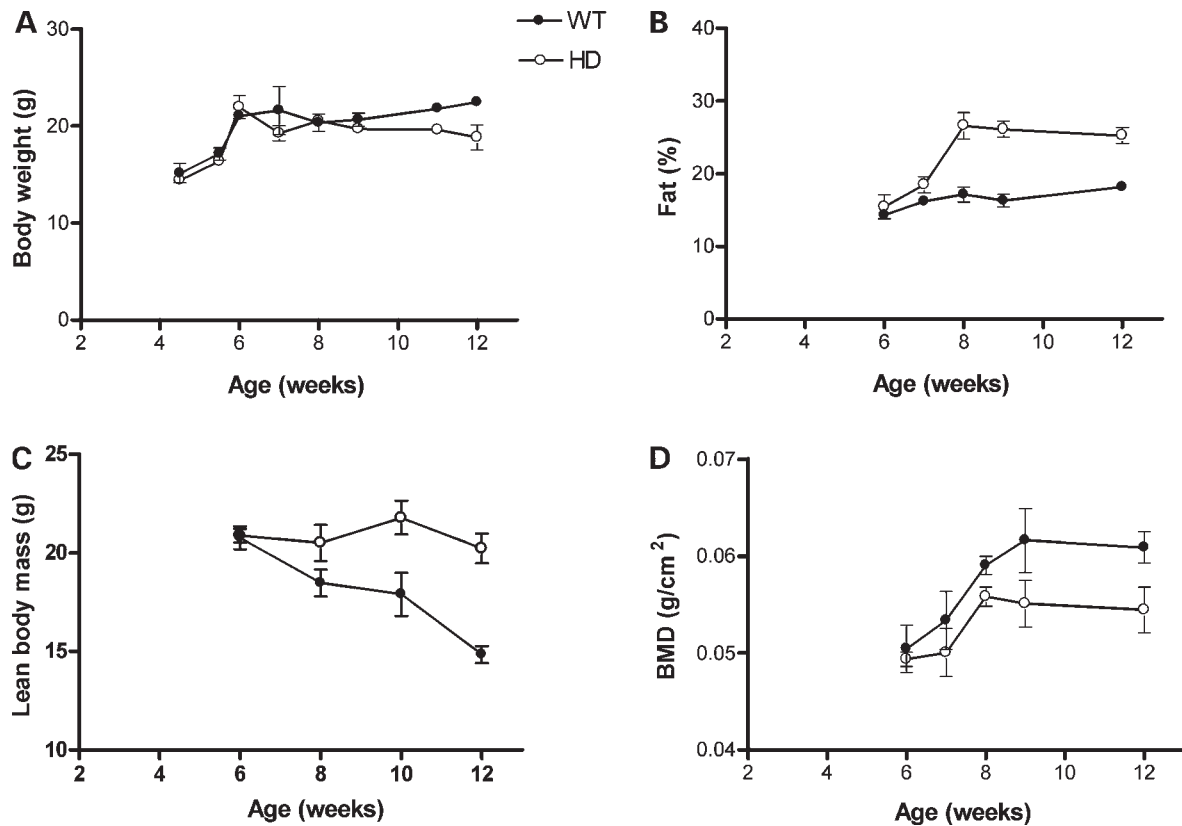 A
WT
HD
30
20
10
0
Body weight (g)
2 4 6 8 10 12
Age (weeks)
B
40
30
20
10
0
Fat (%)
2 4 6 8 10 12
Age (weeks)
C
25
20
15
10
Lean body mass (g)
2 4 6 8 10 12
Age (weeks)
D
0.07
0.06
0.05
0.04
BMD (g/cm²)
2 4 6 8 10 12
Age (weeks)